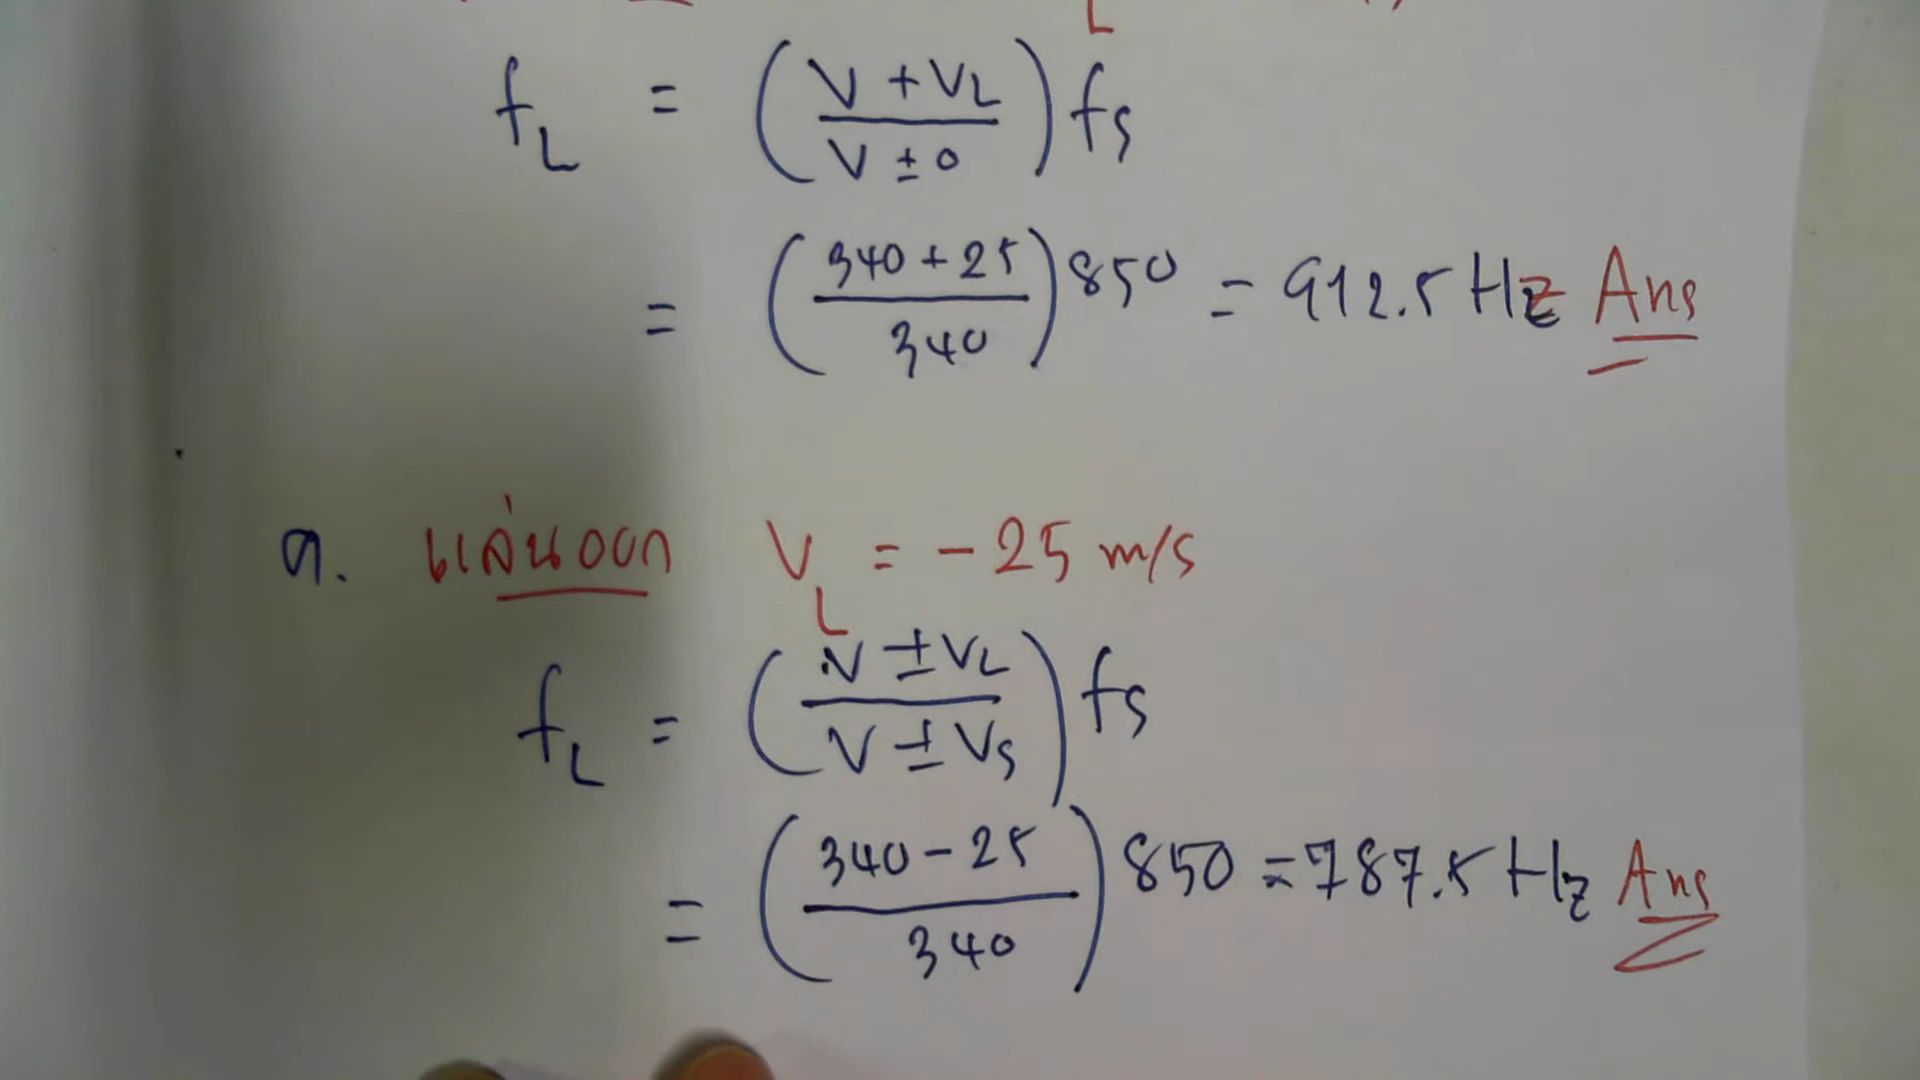 L
f_L = (V + V_L / V ± 0) f_s
= (340 + 25 / 340) 850 = 912.5 Hz Ans
ค. แล่นออก V_L = - 25 m/s
f_L = (V ± V_L / V ± V_s) f_s
= (340 - 25 / 340) 850 = 787.5 Hz Ans